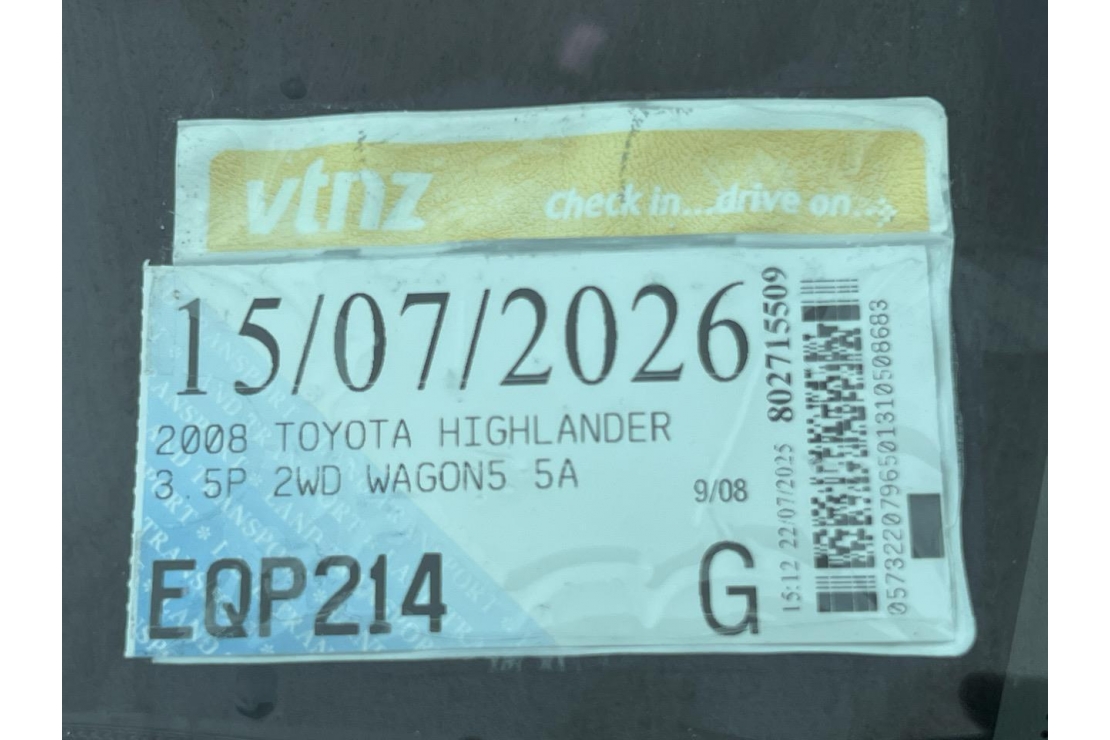 vtnz
check in....drive on...
15/07/2026
2008 TOYOTA HIGHLANDER
3.5P 2WD WAGON5 5A
9/08
EQP214
G
15:12 22/07/2025 802715509
0573220796501310508683